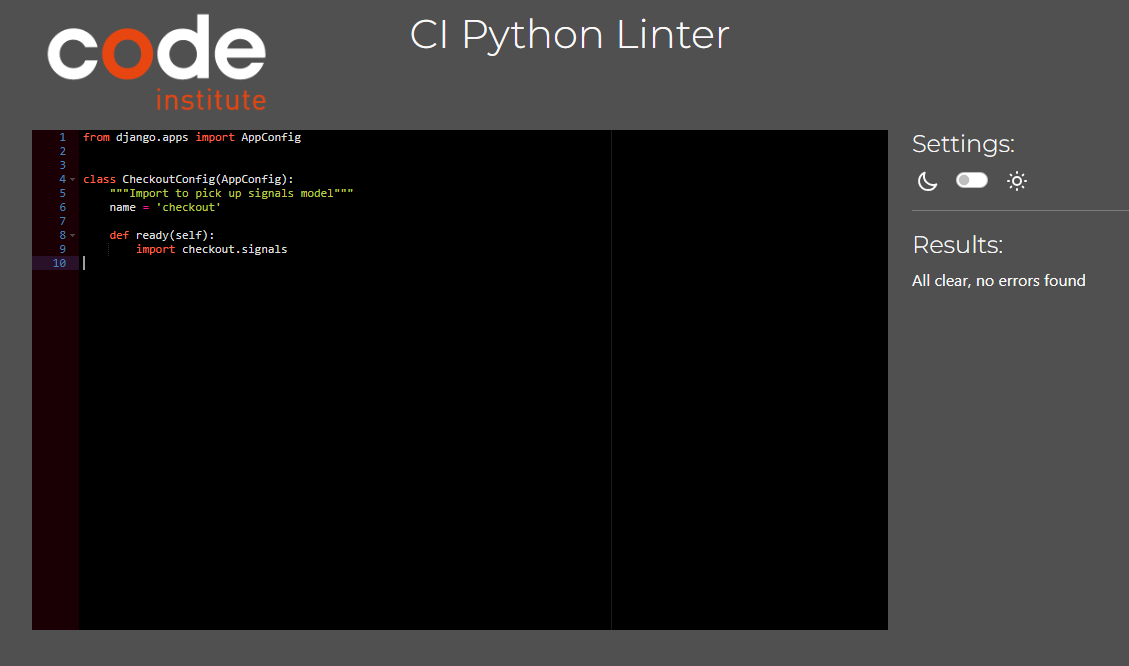 code
institute
CI Python Linter
1 from django.apps import AppConfig
2
3
4 class CheckoutConfig(AppConfig):
5     """Import to pick up signals model"""
6     name = 'checkout'
7
8     def ready(self):
9         import checkout.signals
10
Settings:
Results:
All clear, no errors found